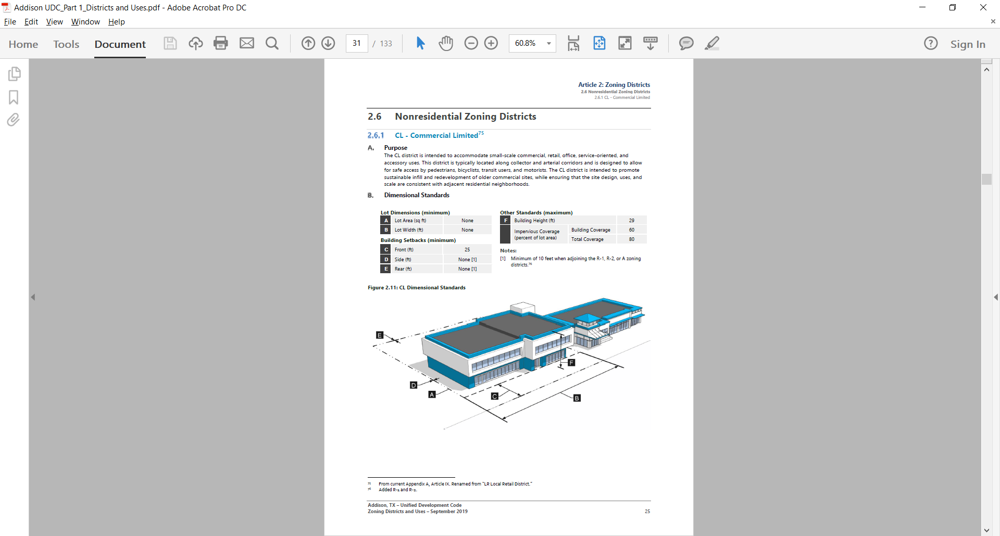 Addison UDC_Part 1_Districts and Uses.pdf - Adobe Acrobat Pro DC
File Edit View Window Help
Home Tools Document 31 / 133 60.8% Sign In
Article 2: Zoning Districts
2.6 Nonresidential Zoning Districts
2.6.1 CL - Commercial Limited
2.6 Nonresidential Zoning Districts
2.6.1 CL - Commercial Limited75
A. Purpose
The CL district is intended to accommodate small-scale commercial, retail, office, service-oriented, and
accessory uses. This district is typically located along collector and arterial corridors and is designed to allow
for safe access by pedestrians, bicyclists, transit users, and motorists. The CL district is intended to promote
sustainable infill and redevelopment of older commercial sites, while ensuring that the site design, uses, and
scale are consistent with adjacent residential neighborhoods.
B. Dimensional Standards
Lot Dimensions (minimum)
A Lot Area (sq ft) None
B Lot Width (ft) None
Building Setbacks (minimum)
C Front (ft) 25
D Side (ft) None [1]
E Rear (ft) None [1]
Other Standards (maximum)
F Building Height (ft) 29
Impervious Coverage
(percent of lot area)
Building Coverage 60
Total Coverage 80
Notes:
[1] Minimum of 10 feet when adjoining the R-1, R-2, or A zoning
districts.76
Figure 2.11: CL Dimensional Standards
E
F
D
A
C
B
75 From current Appendix A, Article IX. Renamed from "LR Local Retail District."
76 Added R-1 and R-2.
Addison, TX – Unified Development Code
Zoning Districts and Uses – September 2019 25